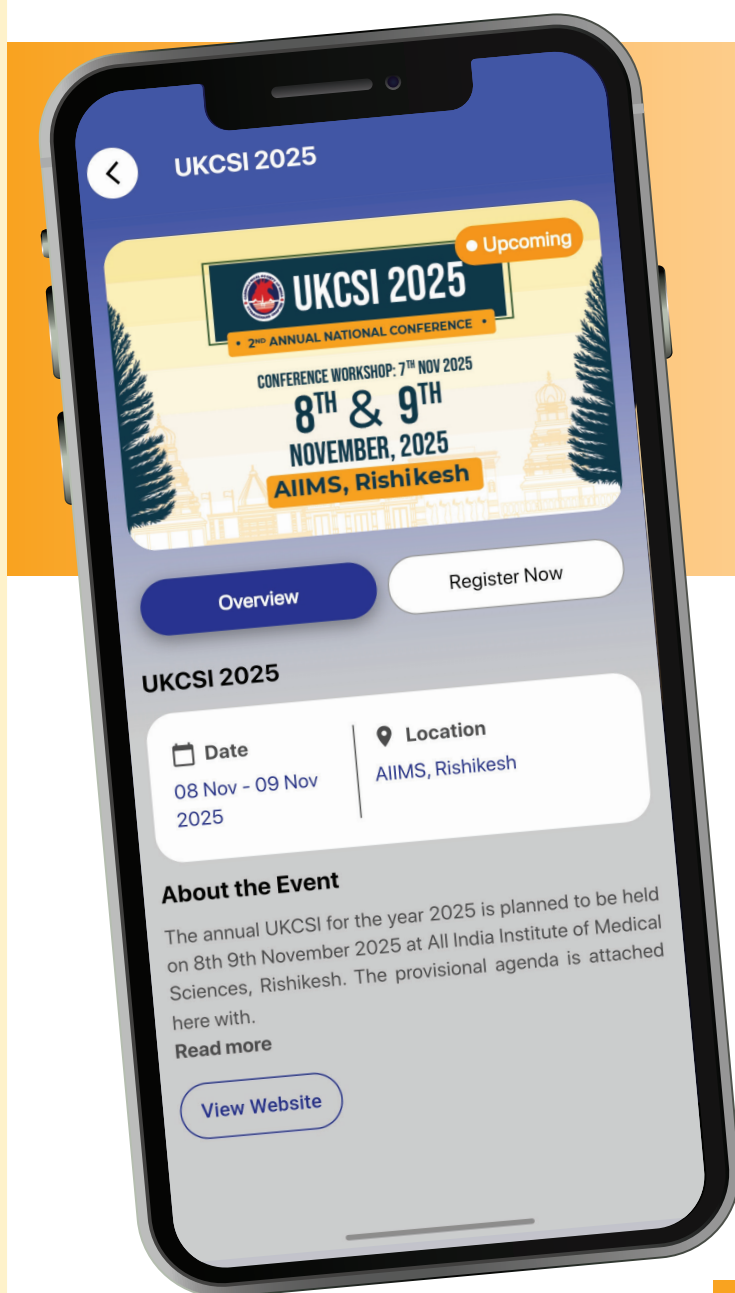 UKCSI 2025
Upcoming
UKCSI 2025
• 2ND ANNUAL NATIONAL CONFERENCE •
CONFERENCE WORKSHOP: 7TH NOV 2025
8TH & 9TH
NOVEMBER, 2025
AIIMS, Rishikesh
Overview
Register Now
UKCSI 2025
Date
Location
08 Nov - 09 Nov
2025
AIIMS, Rishikesh
About the Event
The annual UKCSI for the year 2025 is planned to be held
on 8th 9th November 2025 at All India Institute of Medical
Sciences, Rishikesh. The provisional agenda is attached
here with.
Read more
View Website